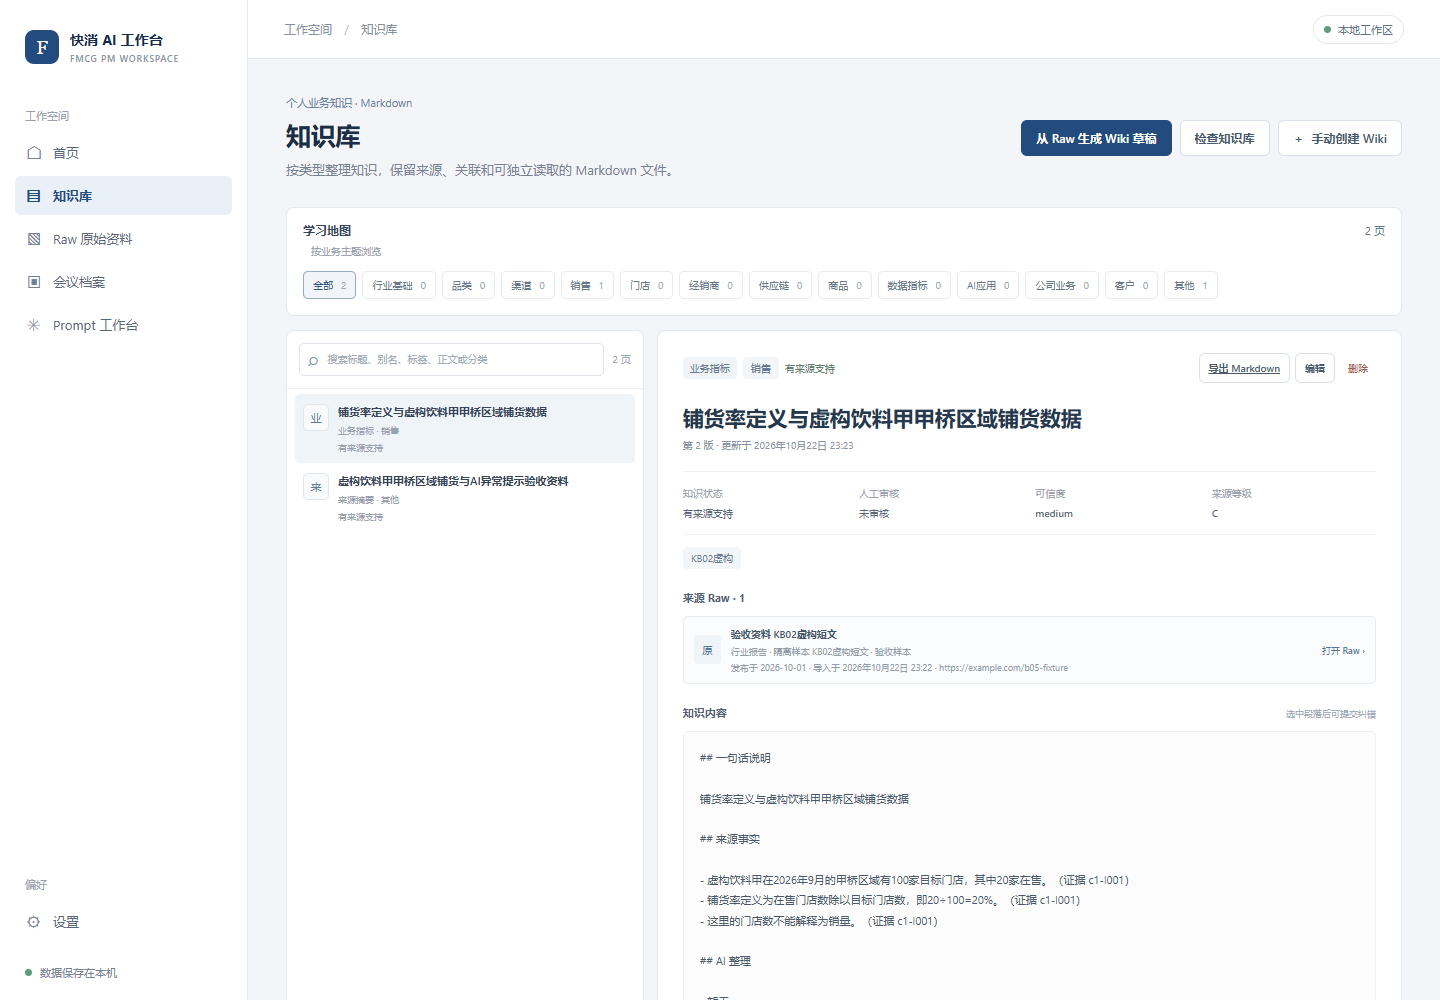 F
快消 AI 工作台
FMCG PM WORKSPACE
工作空间
首页
知识库
Raw 原始资料
会议档案
Prompt 工作台
偏好
设置
数据保存在本机
工作空间 / 知识库
本地工作区
个人业务知识 · Markdown
知识库
按类型整理知识，保留来源、关联和可独立读取的 Markdown 文件。
从 Raw 生成 Wiki 草稿
检查知识库
+ 手动创建 Wiki
学习地图
2 页
按业务主题浏览
全部 2
行业基础 0
品类 0
渠道 0
销售 1
门店 0
经销商 0
供应链 0
商品 0
数据指标 0
AI应用 0
公司业务 0
客户 0
其他 1
搜索标题、别名、标签、正文或分类
2 页
业
铺货率定义与虚构饮料甲甲桥区域铺货数据
业务指标 · 销售
有来源支持
来
虚构饮料甲甲桥区域铺货与AI异常提示验收资料
来源摘要 · 其他
有来源支持
业务指标 销售 有来源支持
导出 Markdown
编辑
删除
铺货率定义与虚构饮料甲甲桥区域铺货数据
第 2 版 · 更新于 2026年10月22日 23:23
知识状态
有来源支持
人工审核
未审核
可信度
medium
来源等级
C
KB02虚构
来源 Raw · 1
原
验收资料 KB02虚构短文
行业报告 · 隔离样本 KB02虚构短文 · 验收样本
发布于 2026-10-01 · 导入于 2026年10月22日 23:22 · https://example.com/b05-fixture
打开 Raw ›
知识内容
选中段落后可提交纠错
## 一句话说明
铺货率定义与虚构饮料甲甲桥区域铺货数据
## 来源事实
- 虚构饮料甲在2026年9月的甲桥区域有100家目标门店，其中20家在售。（证据 c1-l001）
- 铺货率定义为在售门店数除以目标门店数，即20÷100=20%。（证据 c1-l001）
- 这里的门店数不能解释为销量。（证据 c1-l001）
## AI 整理